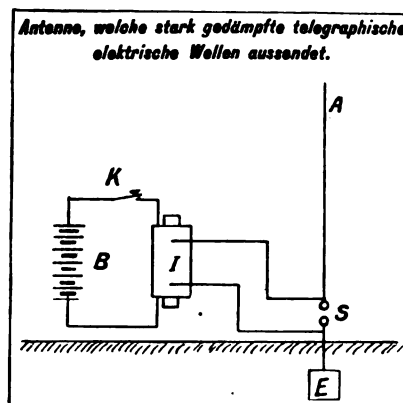 Antenne, welche stark gedämpfte telegraphische
elektrische Wellen aussendet.
A
K
B
I
S
E